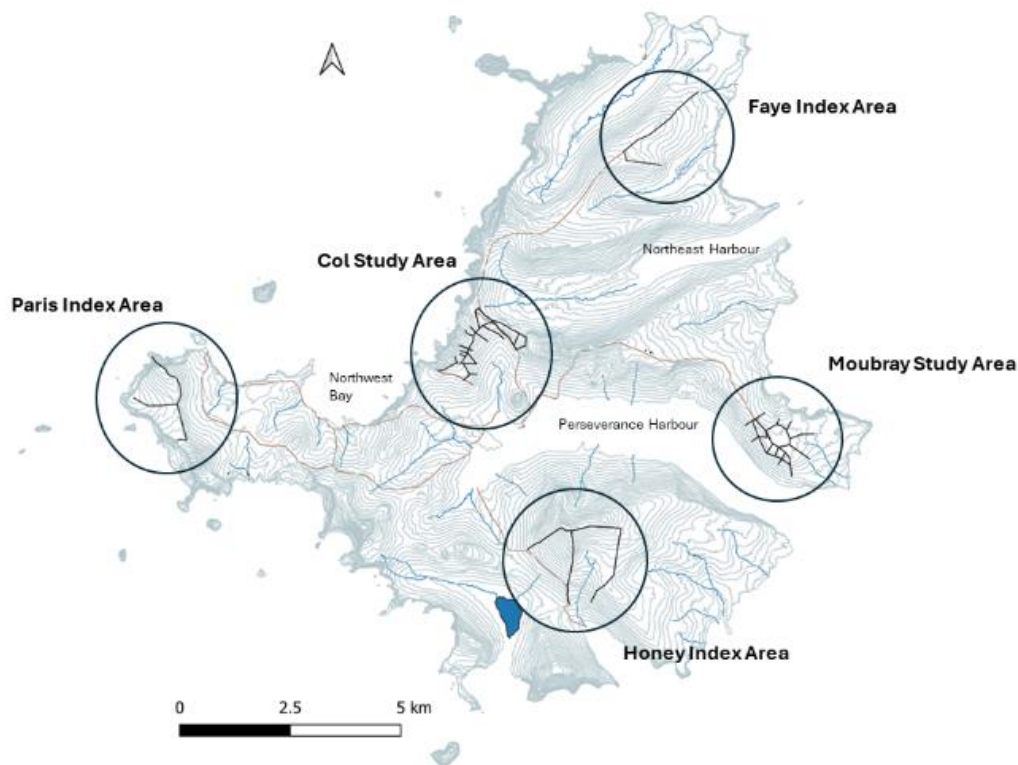 Faye Index Area
Northeast Harbour
Col Study Area
Paris Index Area
Northwest
Bay
Moubray Study Area
Perseverance Harbour
Honey Index Area
0 2.5 5 km